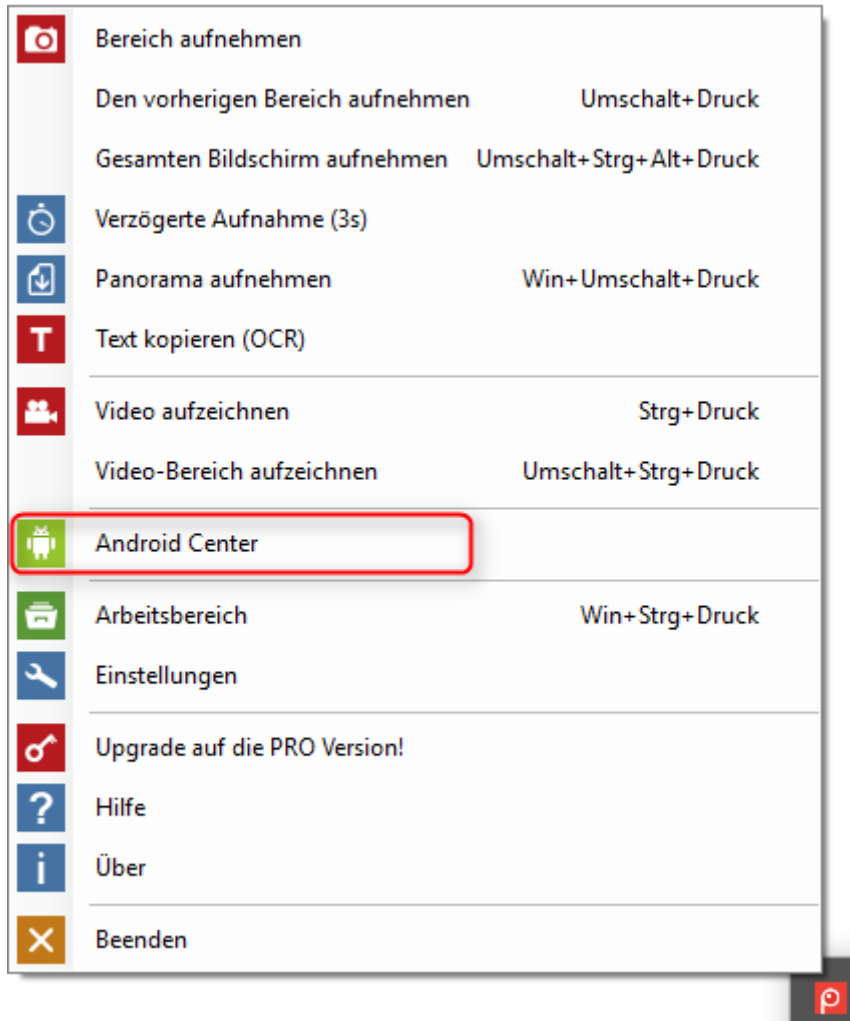 Bereich aufnehmen
Den vorherigen Bereich aufnehmen Umschalt+Druck
Gesamten Bildschirm aufnehmen Umschalt+Strg+Alt+Druck
Verzögerte Aufnahme (3s)
Panorama aufnehmen Win+Umschalt+Druck
T Text kopieren (OCR)
Video aufzeichnen Strg+Druck
Video-Bereich aufzeichnen Umschalt+Strg+Druck
Android Center
Arbeitsbereich Win+Strg+Druck
Einstellungen
Upgrade auf die PRO Version!
? Hilfe
i Über
Beenden